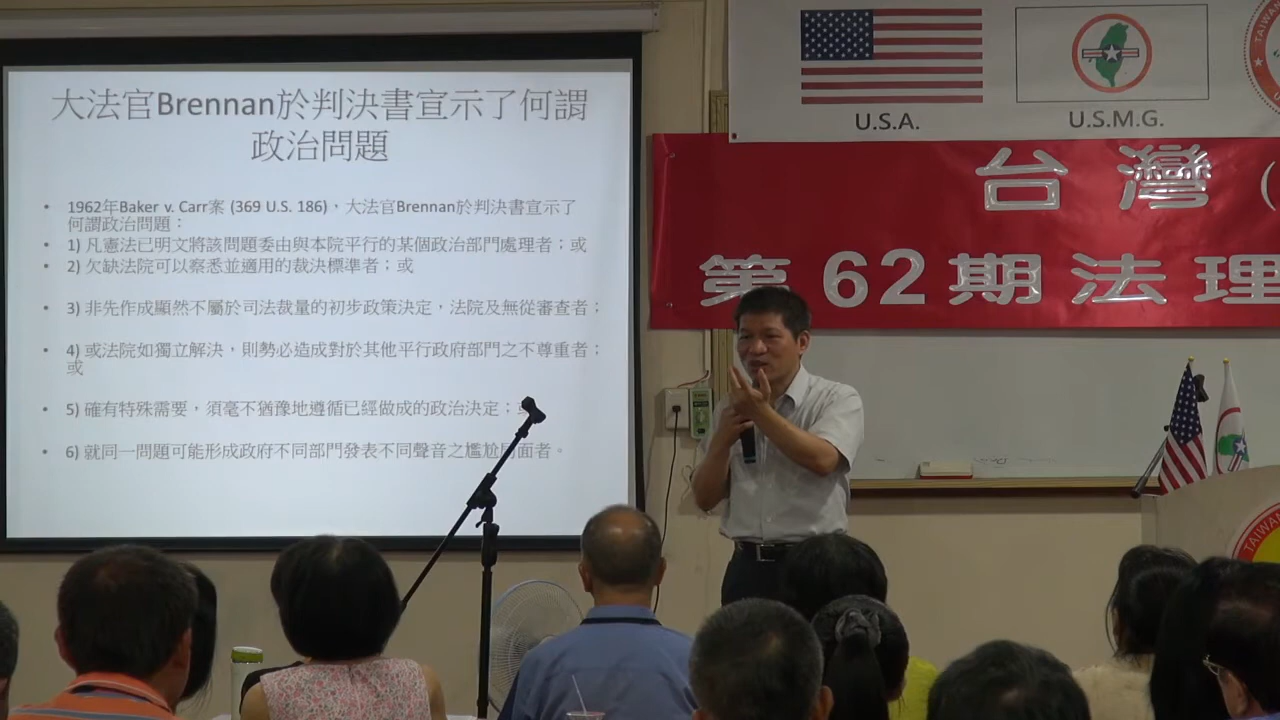 大法官Brennan於判決書宣示了何謂
政治問題
• 1962年Baker v. Carr案 (369 U.S. 186)，大法官Brennan於判決書宣示了
何謂政治問題：
• 1) 凡憲法已明文將該問題委由與本院平行的某個政治部門處理者；或
• 2) 欠缺法院可以察悉並適用的裁決標準者；或
• 3) 非先作成顯然不屬於司法裁量的初步政策決定，法院及無從審查者；
• 4) 或法院如獨立解決，則勢必造成對於其他平行政府部門之不尊重者；
或
• 5) 確有特殊需要，須毫不猶豫地遵循已經做成的政治決定；或
• 6) 就同一問題可能形成政府不同部門發表不同聲音之尷尬局面者。
U.S.A.
U.S.M.G.
TAIWAN
台灣（
第62期法理
TAIWAN